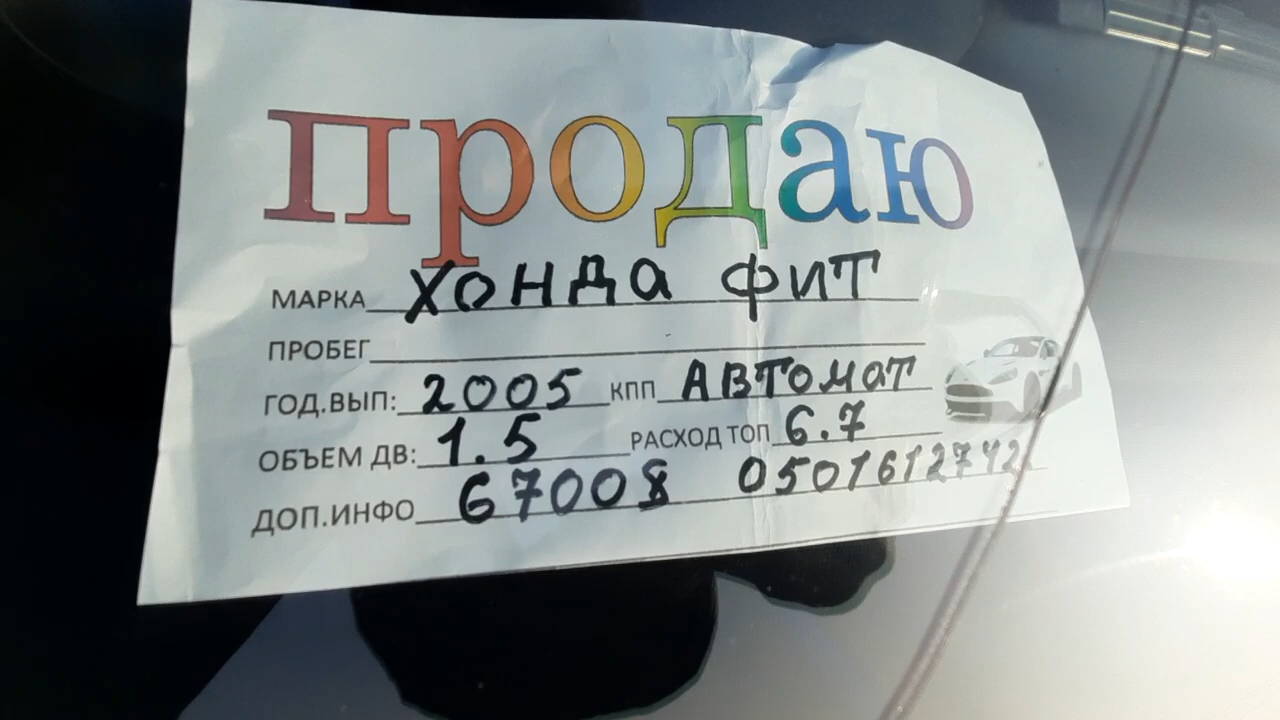 продаю
МАРКА ХОНДА ФИТ
ПРОБЕГ
ГОД.ВЫП: 2005 КПП АВТОМАТ
ОБЪЕМ ДВ: 1.5 РАСХОД ТОП 6.7
ДОП.ИНФО 67008